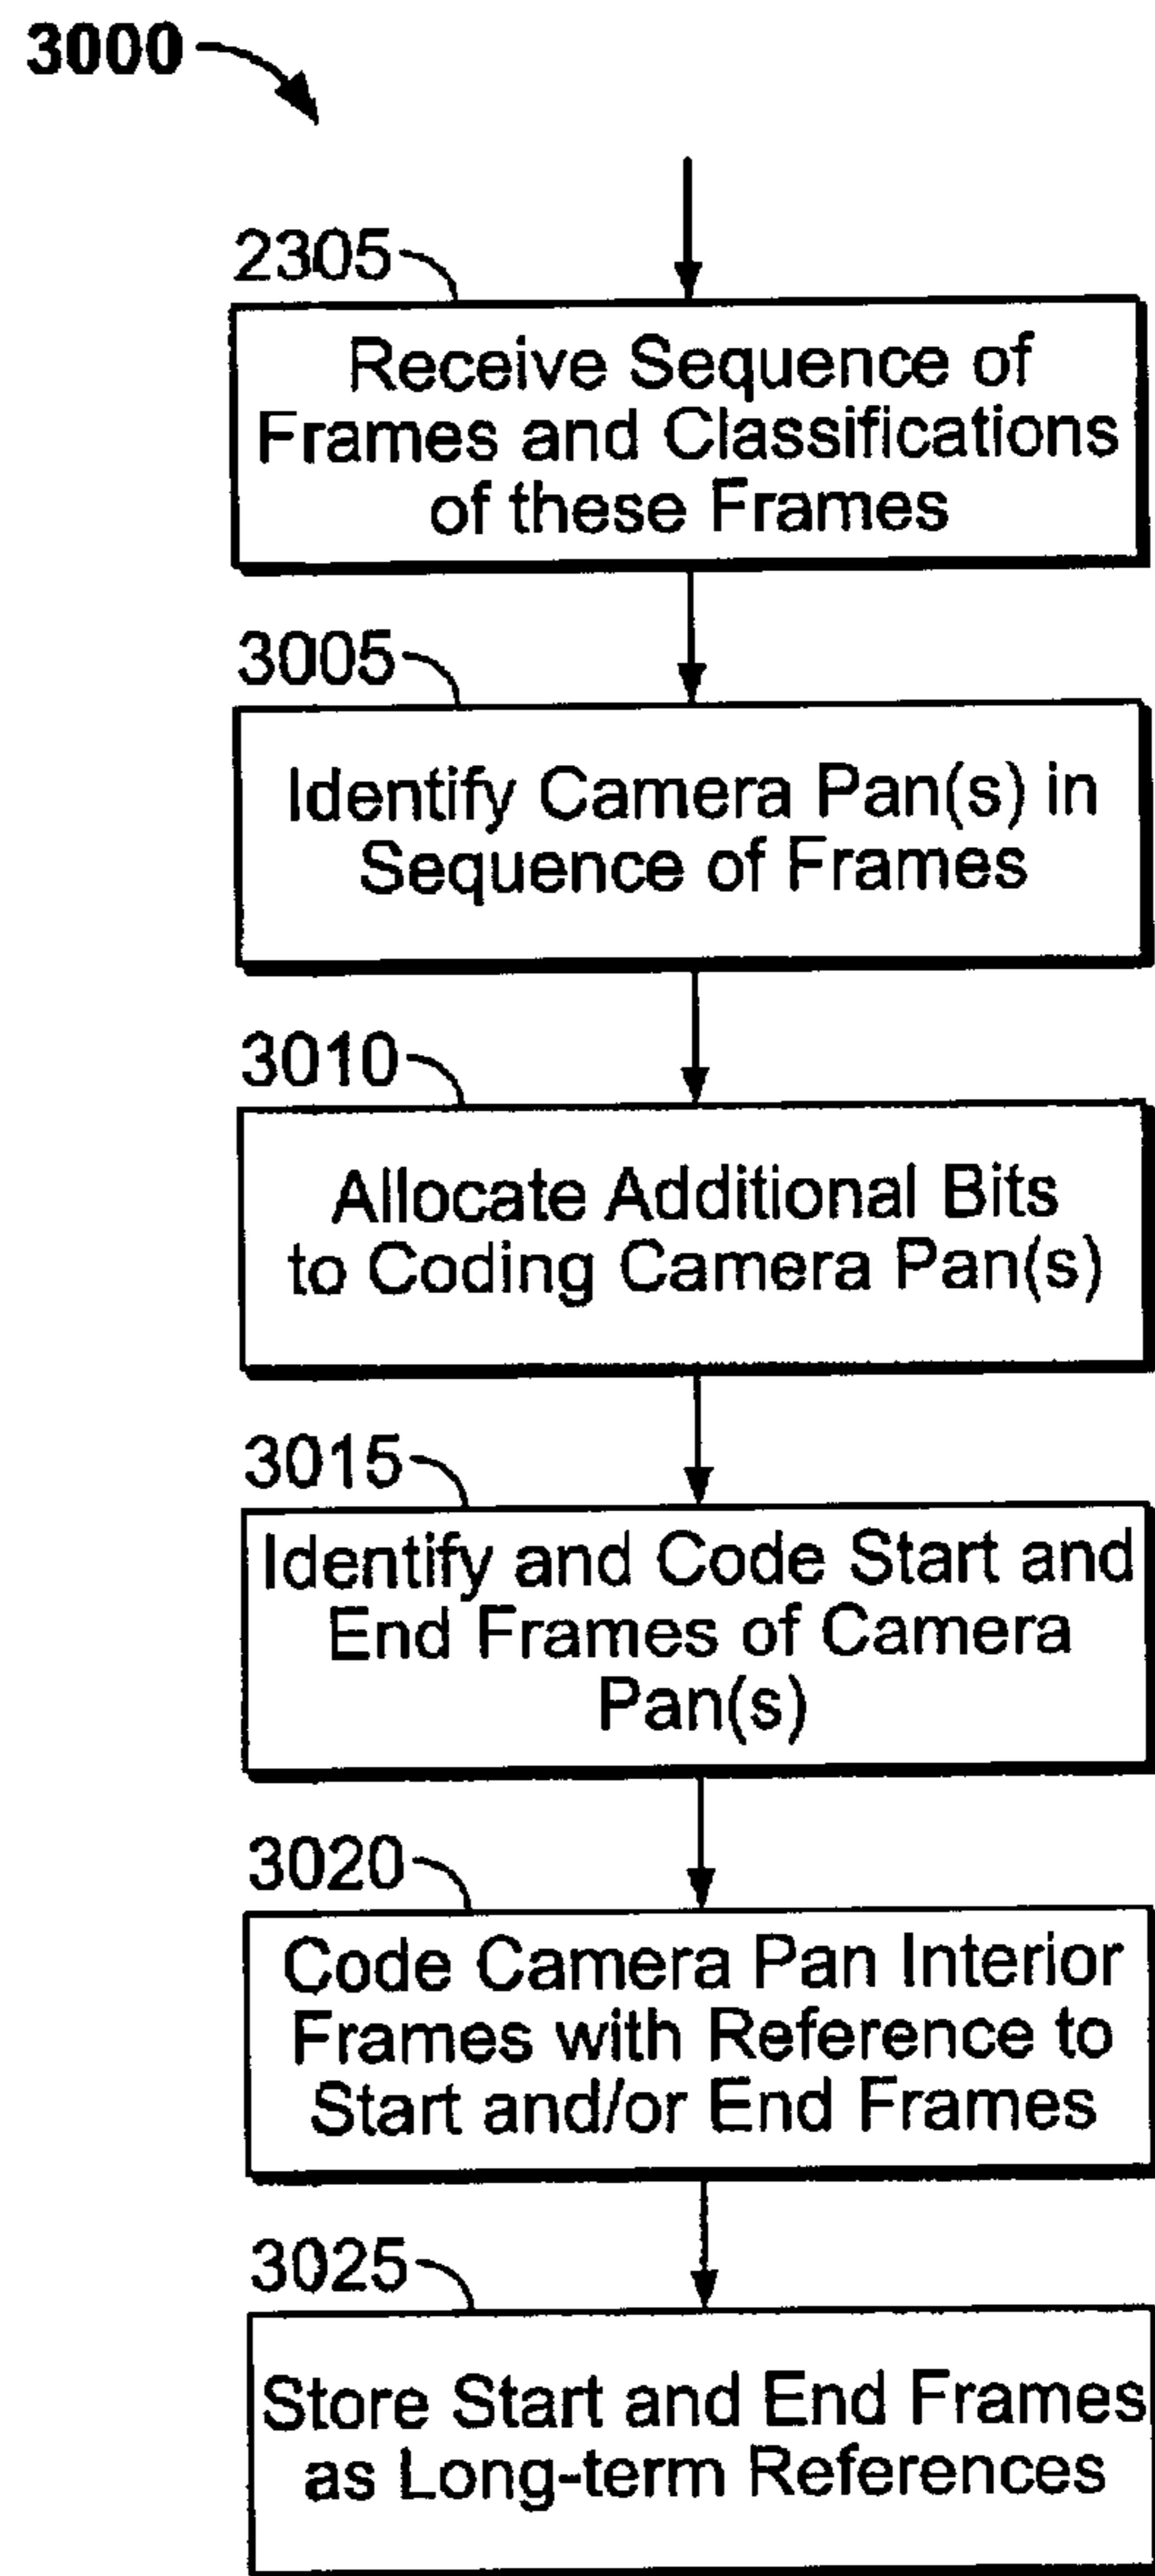 3000
2305
Receive Sequence of
Frames and Classifications
of these Frames
3005
Identify Camera Pan(s) in
Sequence of Frames
3010
Allocate Additional Bits
to Coding Camera Pan(s)
3015
Identify and Code Start and
End Frames of Camera
Pan(s)
3020
Code Camera Pan Interior
Frames with Reference to
Start and/or End Frames
3025
Store Start and End Frames
as Long-term References